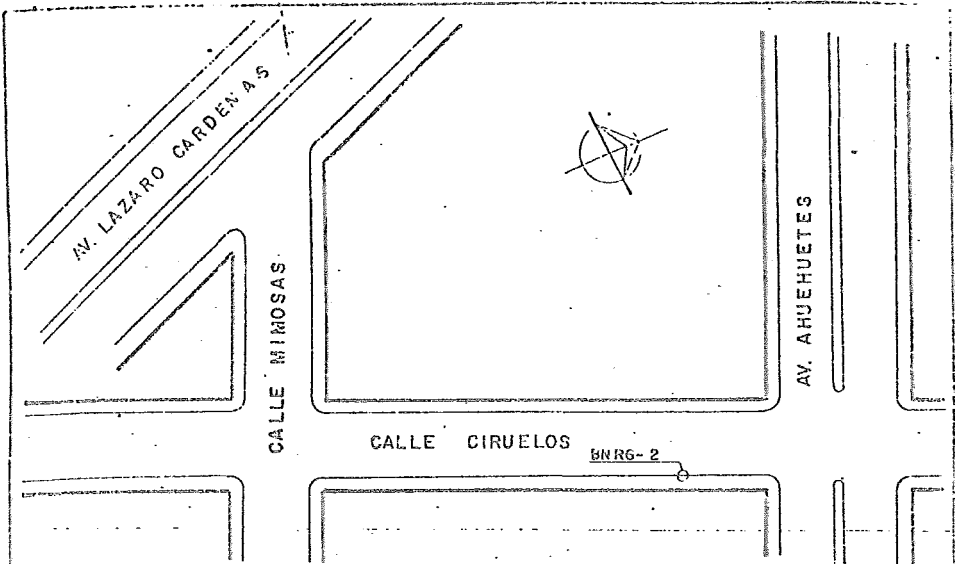 AV. LAZARO CARDENAS
CALLE MIMOSAS
AV. AHUEHUETES
CALLE CIRUELOS
BNRG-2